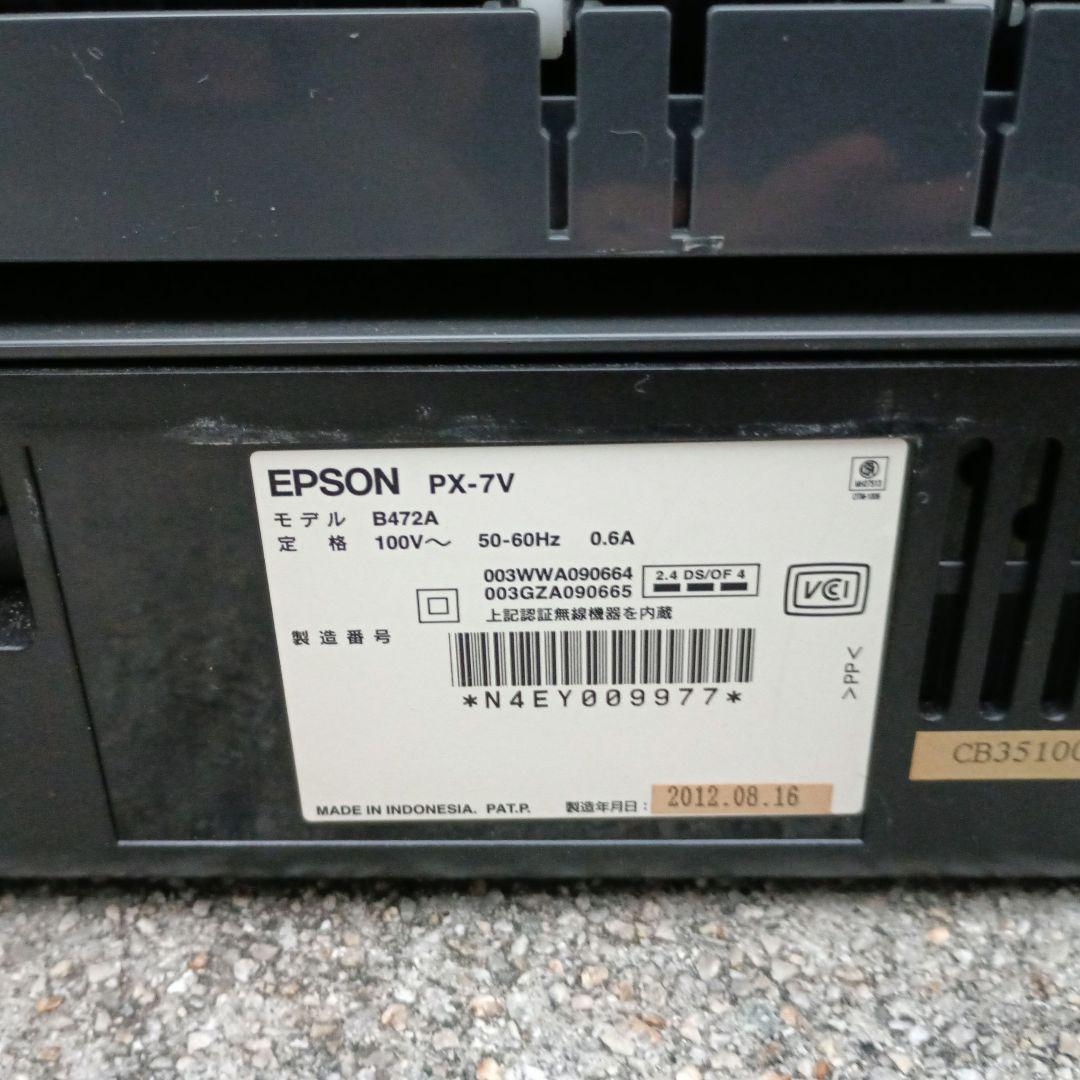 EPSON PX-7V
モデル B472A
定格 100V～ 50-60Hz 0.6A
003WWA090664
003GZA090665
2.4 DS/OF 4
上記認証無線機器を内蔵
VCCI
製造番号
*N4EY009977*
>PP<
CB35100
MADE IN INDONESIA. PAT.P. 製造年月日: 2012.08.16